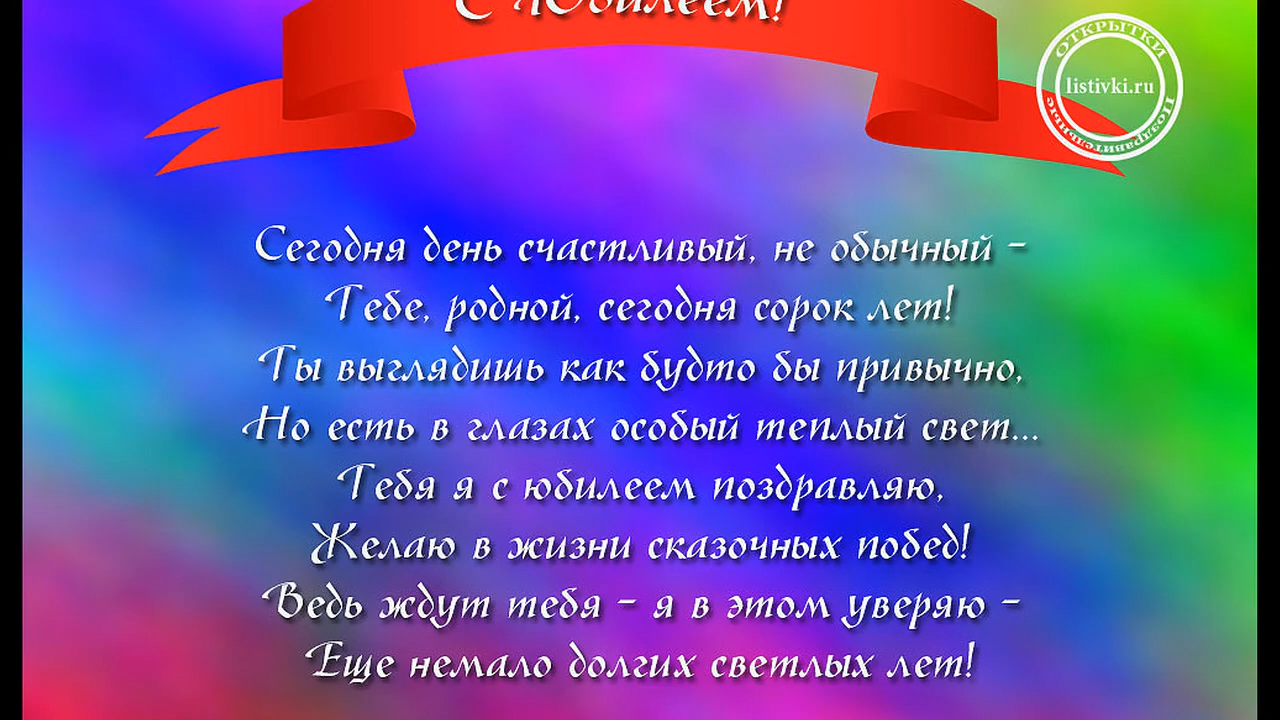 С Юбилеем!
ОТКРЫТКИ
listivki.ru
Поздравительные
Сегодня день счастливый, не обычный -
Тебе, родной, сегодня сорок лет!
Ты выглядишь как будто бы привычно,
Но есть в глазах особый теплый свет...
Тебя я с юбилеем поздравляю,
Желаю в жизни сказочных побед!
Ведь ждут тебя - я в этом уверяю -
Еще немало долгих светлых лет!